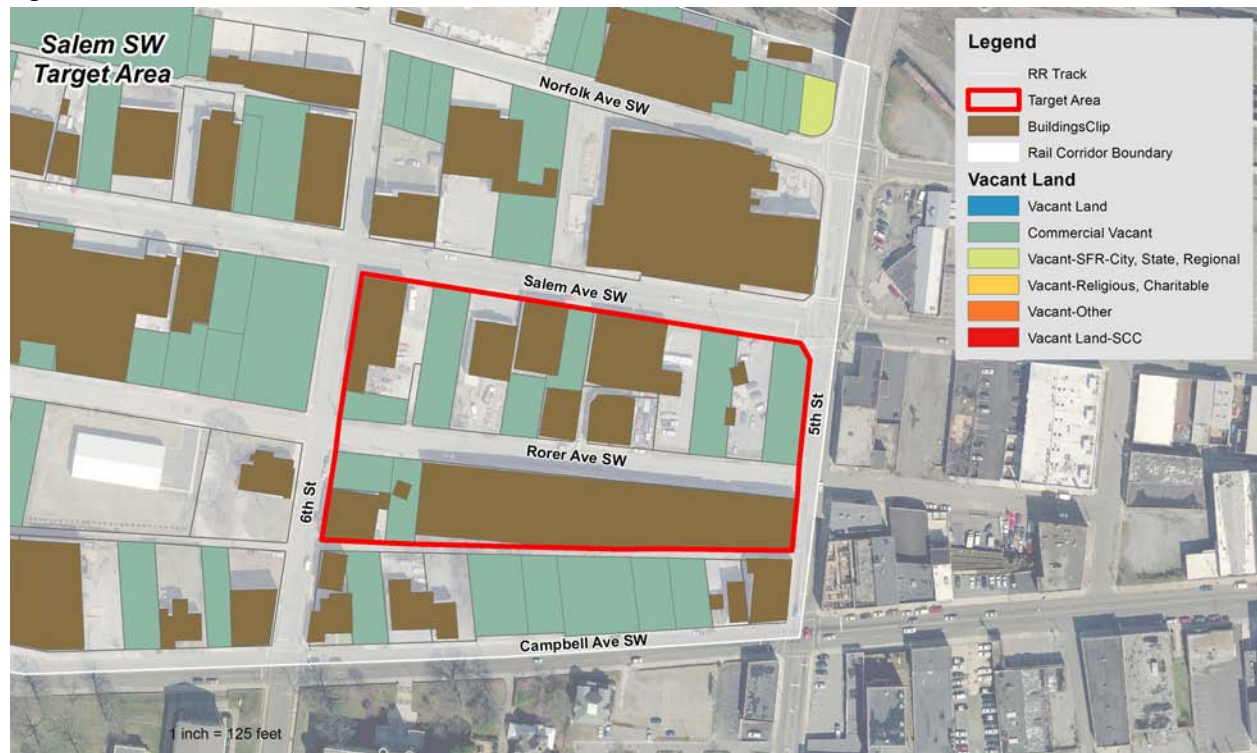 Salem SW
Target Area
Norfolk Ave SW
Salem Ave SW
Rorer Ave SW
5th St
6th St
Campbell Ave SW
1 inch = 125 feet
Legend
RR Track
Target Area
BuildingsClip
Rail Corridor Boundary
Vacant Land
Vacant Land
Commercial Vacant
Vacant-SFR-City, State, Regional
Vacant-Religious, Charitable
Vacant-Other
Vacant Land-SCC